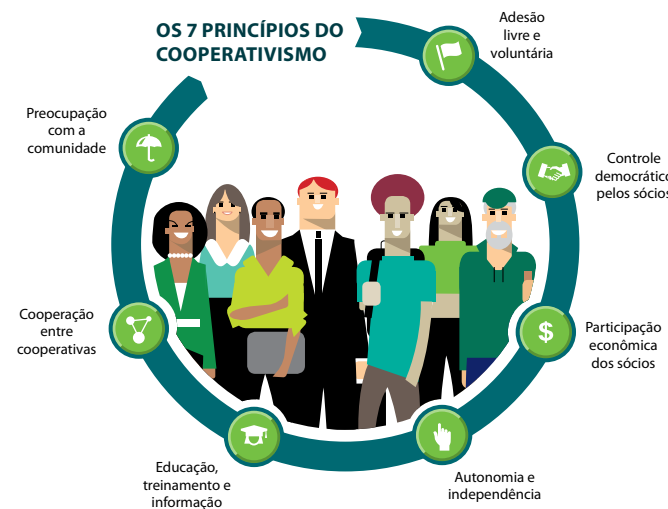 OS 7 PRINCÍPIOS DO
COOPERATIVISMO
Adesão
livre e
voluntária
Controle
democrático
pelos sócios
$
Participação
econômica
dos sócios
Autonomia e
independência
Educação,
treinamento e
informação
Cooperação
entre
cooperativas
Preocupação
com a
comunidade